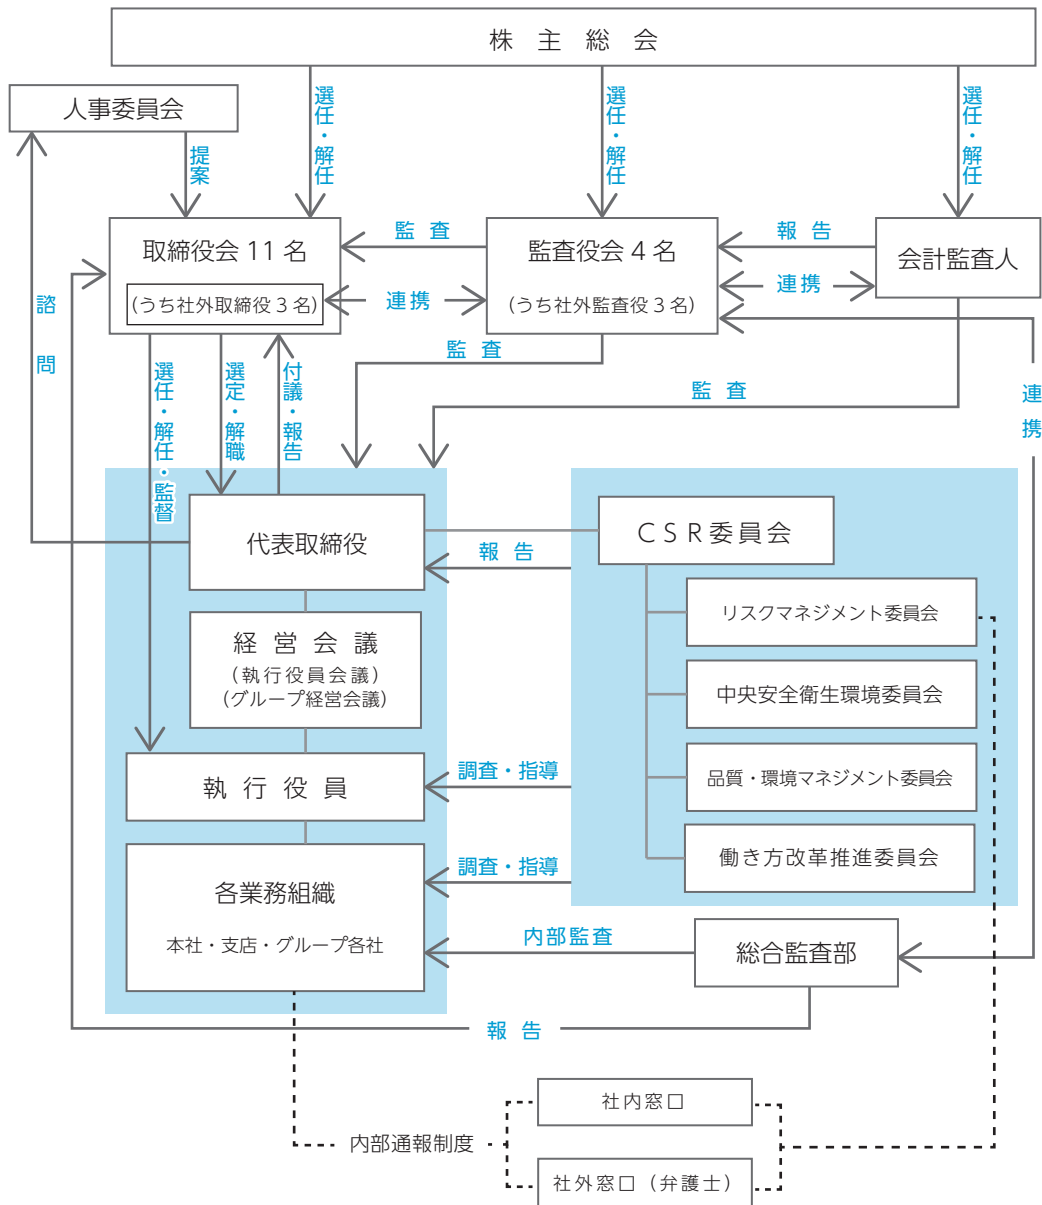 株主総会
人事委員会
選任・解任
選任・解任
選任・解任
提案
取締役会 11 名
(うち社外取締役 3 名)
監査
連携
監査役会 4 名
(うち社外監査役 3 名)
報告
連携
会計監査人
諮問
選任・解任・監督
選定・解職
付議・報告
監査
監査
連携
代表取締役
報告
CSR委員会
リスクマネジメント委員会
経営会議
(執行役員会議)
(グループ経営会議)
中央安全衛生環境委員会
執行役員
調査・指導
品質・環境マネジメント委員会
各業務組織
本社・支店・グループ各社
調査・指導
働き方改革推進委員会
内部監査
総合監査部
報告
内部通報制度
社内窓口
社外窓口（弁護士）